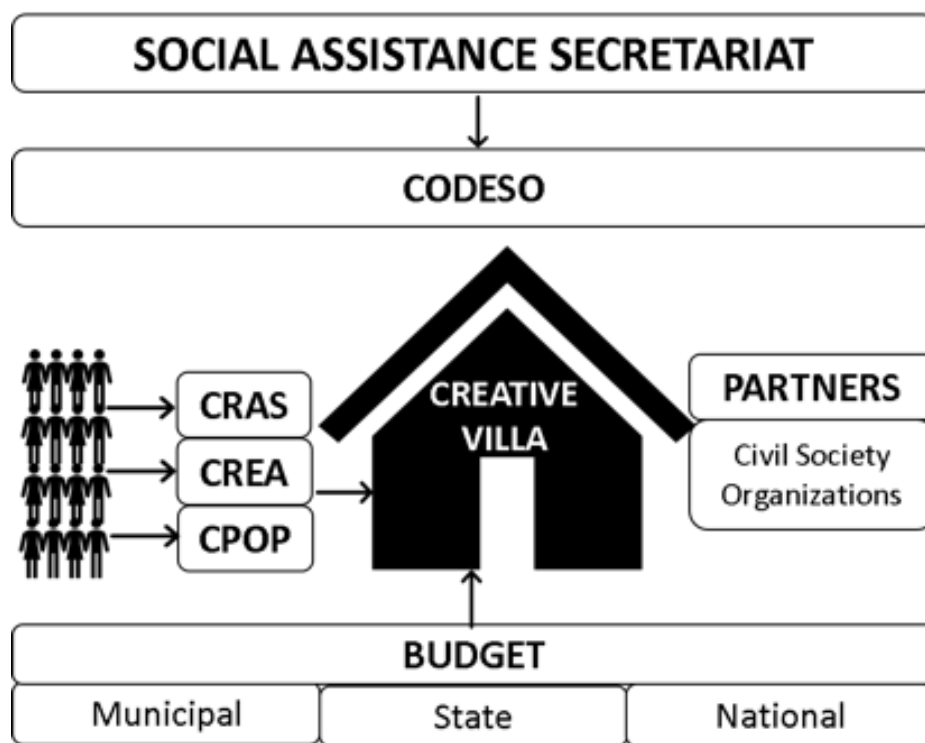 SOCIAL ASSISTANCE SECRETARIAT
CODESO
CRAS
CREA
CPOP
CREATIVE
VILLA
PARTNERS
Civil Society
Organizations
BUDGET
Municipal
State
National